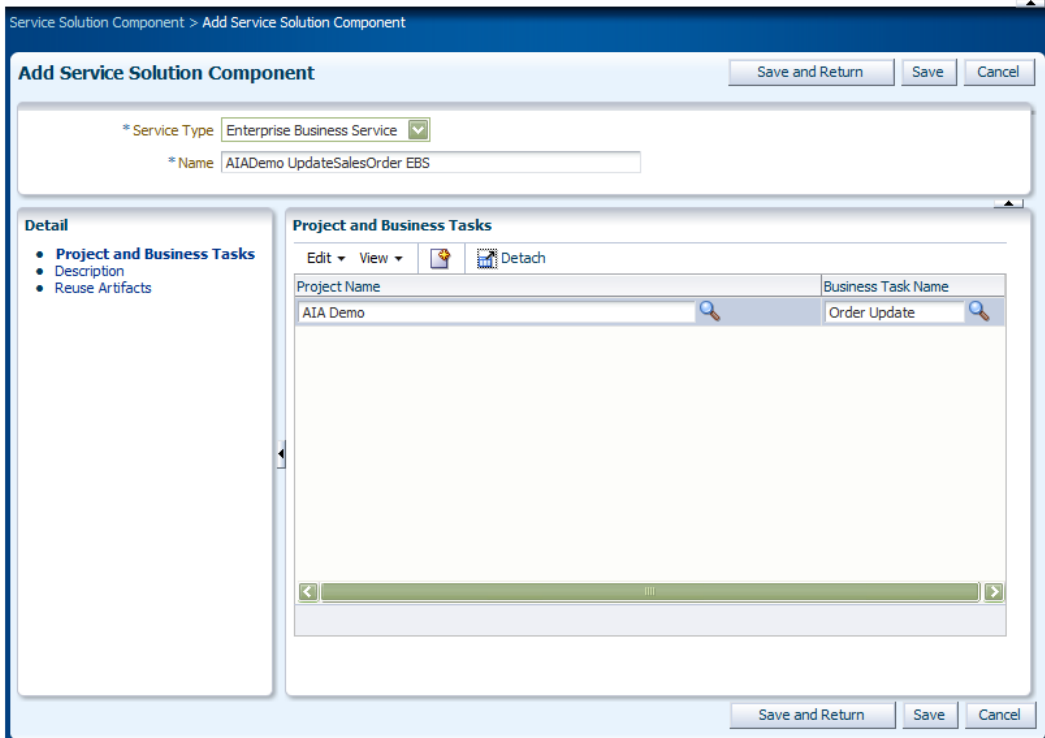 Service Solution Component > Add Service Solution Component
Add Service Solution Component
Save and Return Save Cancel
* Service Type Enterprise Business Service
* Name AIADemo UpdateSalesOrder EBS
Detail
Project and Business Tasks
Description
Reuse Artifacts
Project and Business Tasks
Edit View Detach
Project Name Business Task Name
AIA Demo Order Update
Save and Return Save Cancel